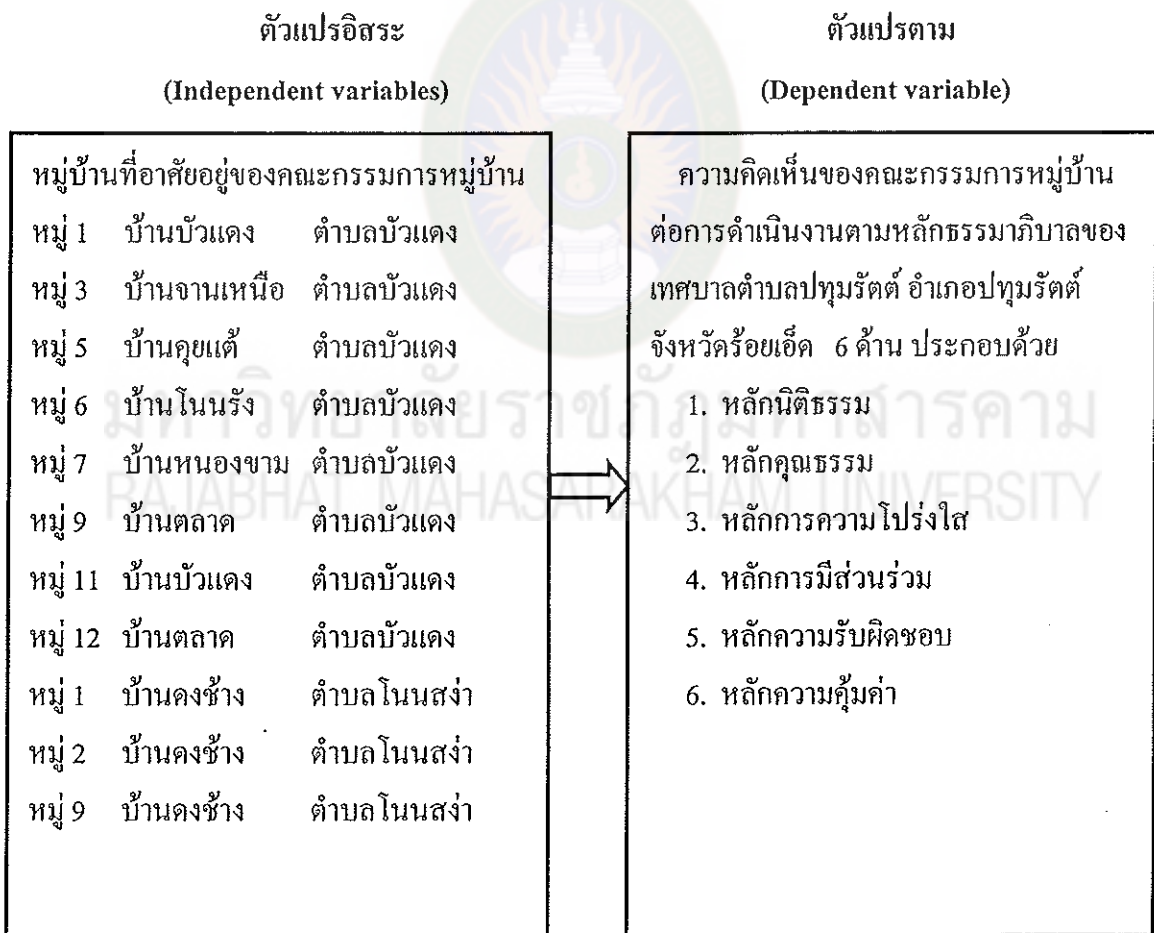 ตัวแปรอิสระ
(Independent variables)
หมู่บ้านที่อาศัยอยู่ของคณะกรรมการหมู่บ้าน
หมู่ 1 บ้านบัวแดง ตำบลบัวแดง
หมู่ 3 บ้านจานเหนือ ตำบลบัวแดง
หมู่ 5 บ้านคุยแต้ ตำบลบัวแดง
หมู่ 6 บ้านโนนรัง ตำบลบัวแดง
หมู่ 7 บ้านหนองขาม ตำบลบัวแดง
หมู่ 9 บ้านตลาด ตำบลบัวแดง
หมู่ 11 บ้านบัวแดง ตำบลบัวแดง
หมู่ 12 บ้านตลาด ตำบลบัวแดง
หมู่ 1 บ้านดงช้าง ตำบลโนนสง่า
หมู่ 2 บ้านดงช้าง ตำบลโนนสง่า
หมู่ 9 บ้านดงช้าง ตำบลโนนสง่า
ตัวแปรตาม
(Dependent variable)
ความคิดเห็นของคณะกรรมการหมู่บ้าน
ต่อการดำเนินงานตามหลักธรรมาภิบาลของ
เทศบาลตำบลปทุมรัตต์ อำเภอปทุมรัตต์
จังหวัดร้อยเอ็ด 6 ด้าน ประกอบด้วย
1. หลักนิติธรรม
2. หลักคุณธรรม
3. หลักการความโปร่งใส
4. หลักการมีส่วนร่วม
5. หลักความรับผิดชอบ
6. หลักความคุ้มค่า
มหาวิทยาลัยราชภัฏมหาสารคาม
RAJABHAT MAHASARAKHAM UNIVERSITY